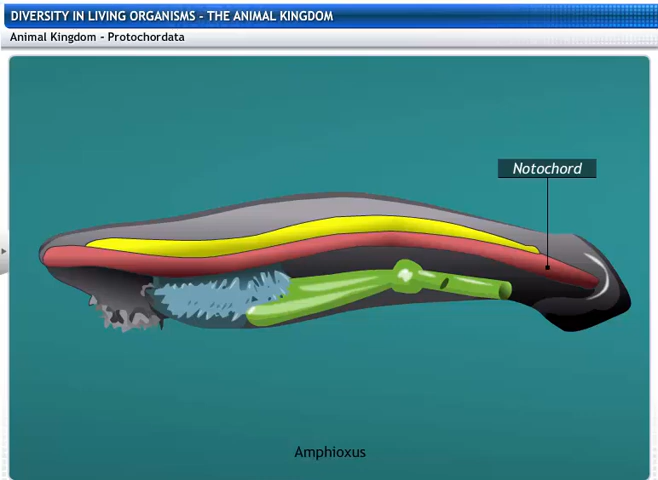 DIVERSITY IN LIVING ORGANISMS - THE ANIMAL KINGDOM
Animal Kingdom - Protochordata
Notochord
Amphioxus